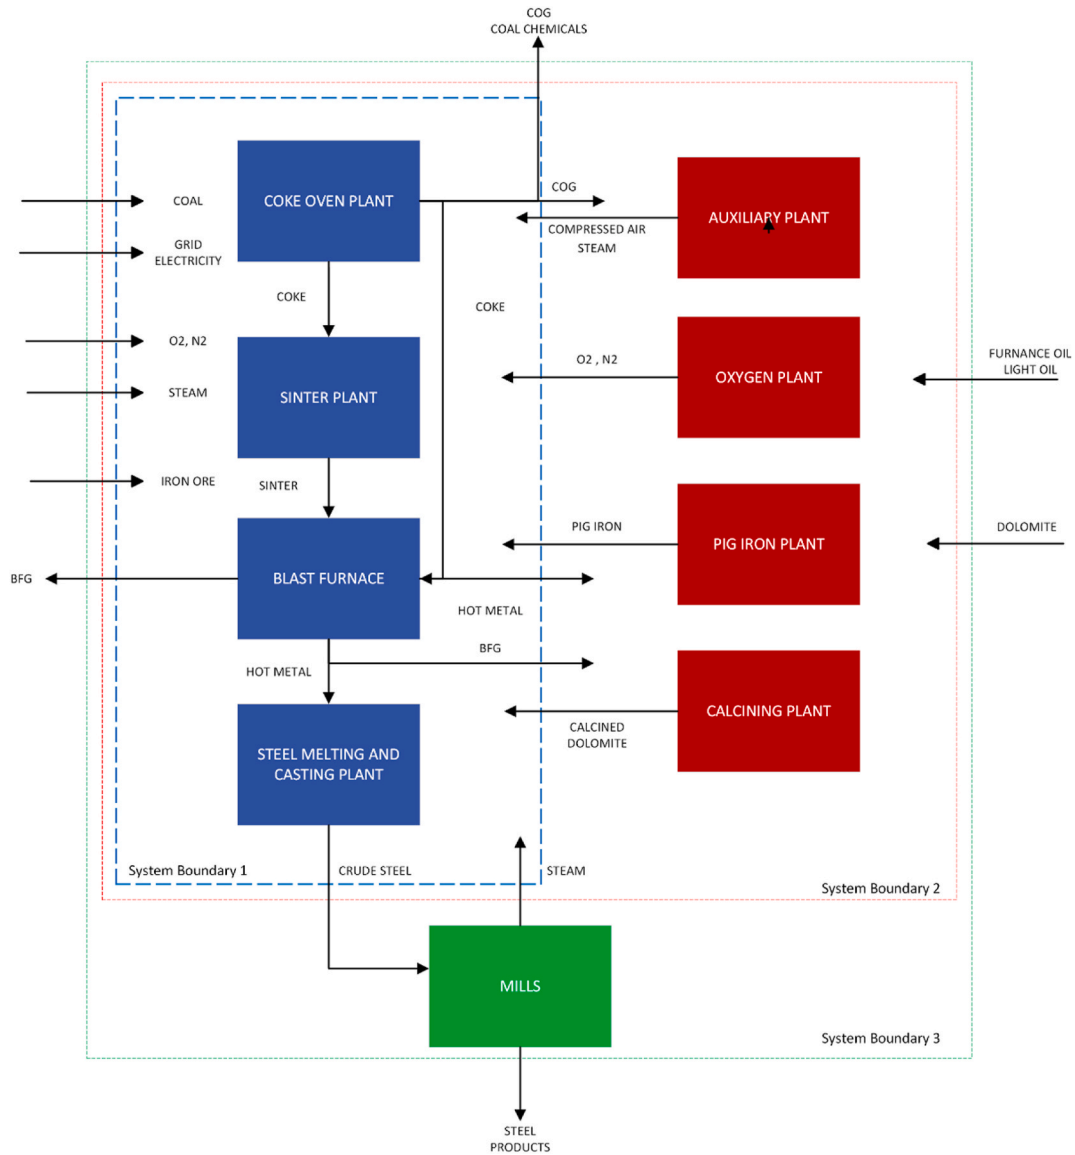 COG
COAL CHEMICALS
COKE OVEN PLANT
COAL
COG
AUXILIARY PLANT
COMPRESSED AIR
STEAM
GRID
ELECTRICITY
COKE
COKE
O2, N2
SINTER PLANT
O2 , N2
OXYGEN PLANT
FURNANCE OIL
LIGHT OIL
STEAM
IRON ORE
SINTER
PIG IRON
PIG IRON PLANT
DOLOMITE
BFG
BLAST FURNACE
HOT METAL
BFG
HOT METAL
CALCINING PLANT
CALCINED
DOLOMITE
STEEL MELTING AND
CASTING PLANT
System Boundary 1
CRUDE STEEL
STEAM
System Boundary 2
MILLS
System Boundary 3
STEEL
PRODUCTS